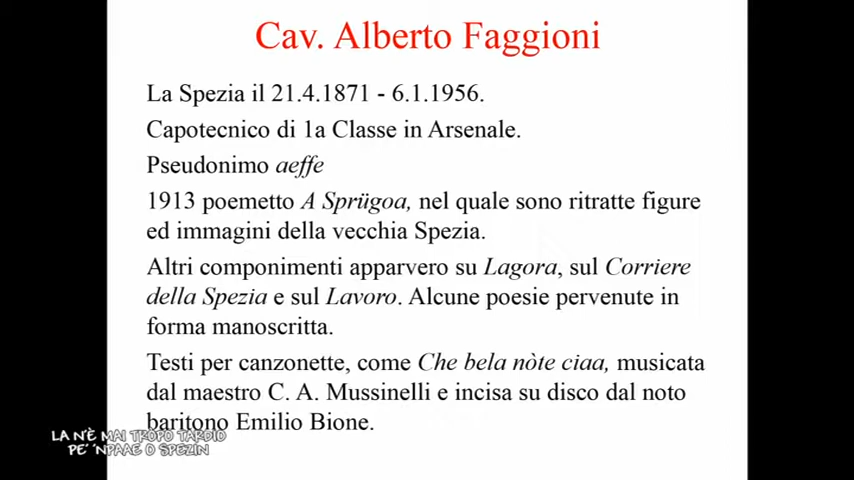 Cav. Alberto Faggioni
La Spezia il 21.4.1871 - 6.1.1956.
Capotecnico di 1a Classe in Arsenale.
Pseudonimo aeffe
1913 poemetto A Sprügoa, nel quale sono ritratte figure
ed immagini della vecchia Spezia.
Altri componimenti apparvero su Lagora, sul Corriere
della Spezia e sul Lavoro. Alcune poesie pervenute in
forma manoscritta.
Testi per canzonette, come Che bela nòte ciaa, musicata
dal maestro C. A. Mussinelli e incisa su disco dal noto
baritono Emilio Bione.
LA N'È MAI TROPO TARDIO
PE' 'NPAAE O SPEZIN